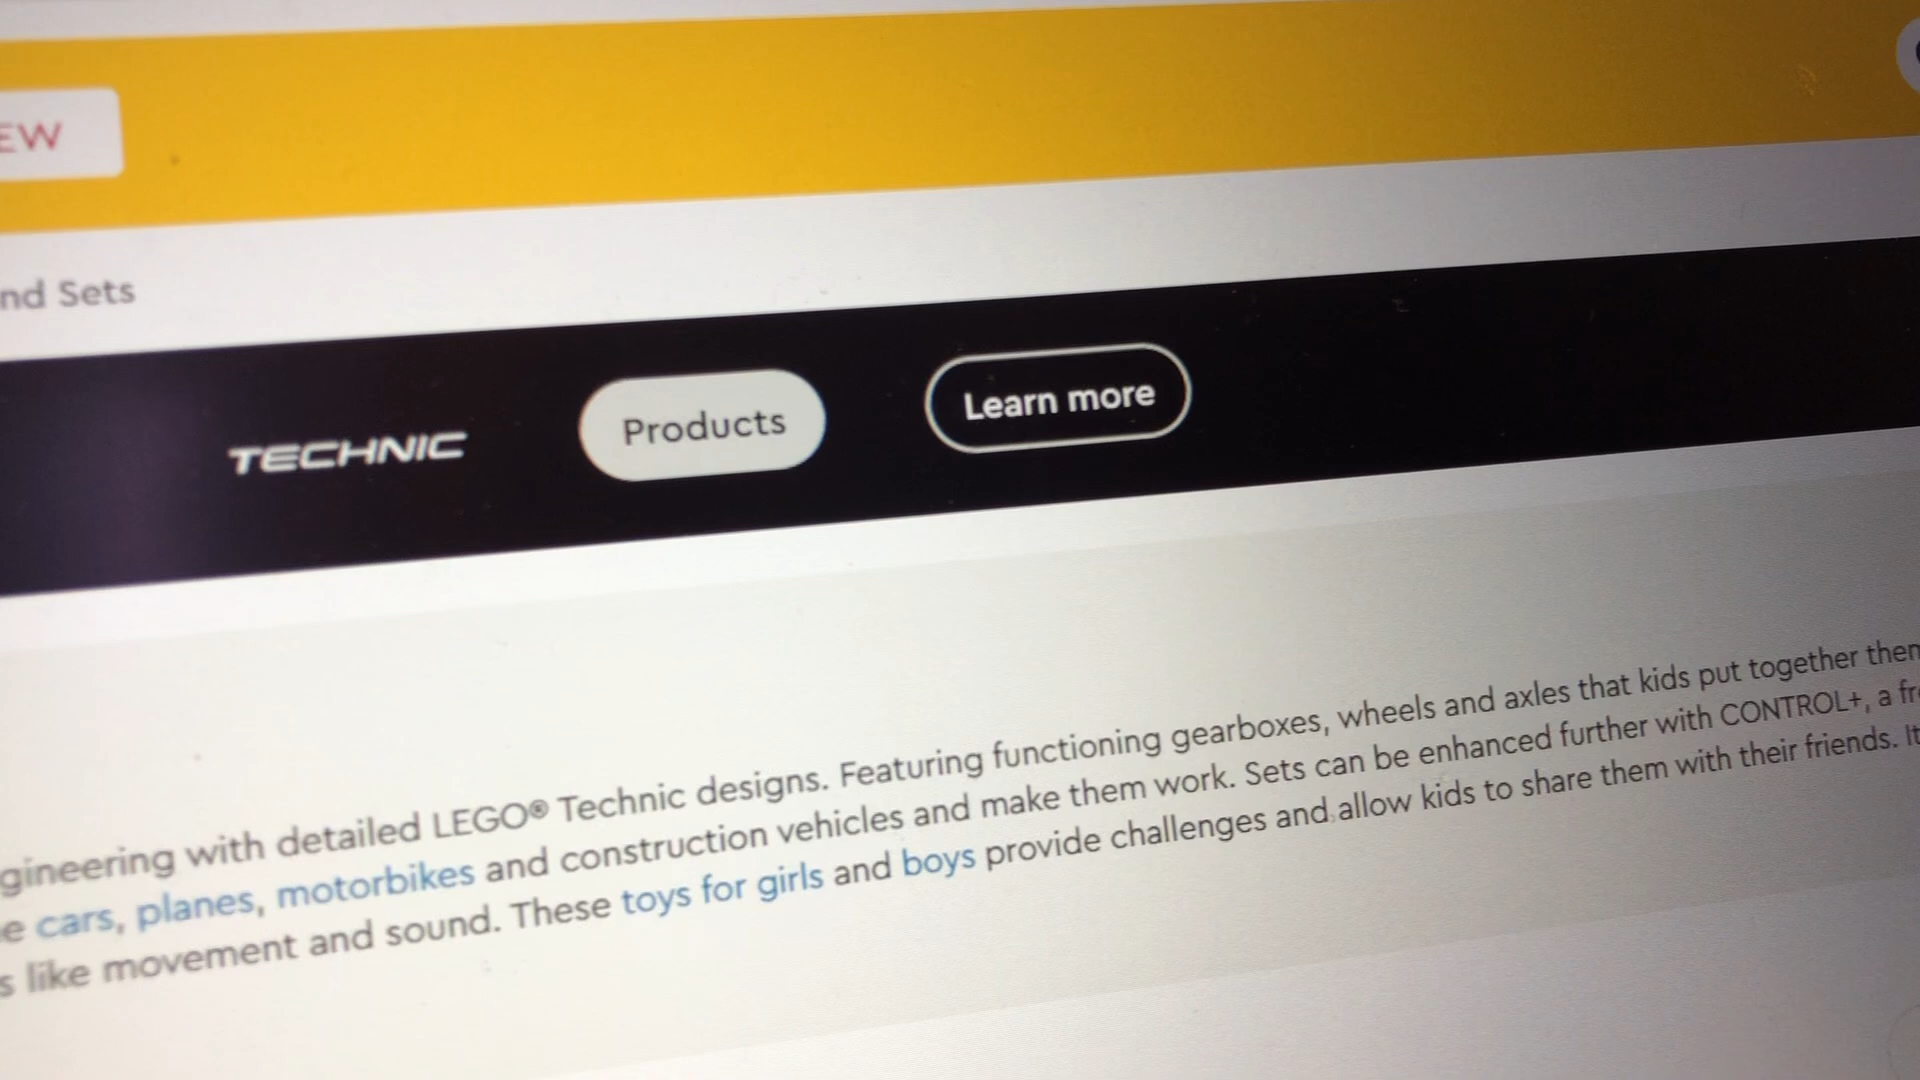 EW
nd Sets
TECHNIC
Products
Learn more
gineering with detailed LEGO® Technic designs. Featuring functioning gearboxes, wheels and axles that kids put together then
e cars, planes, motorbikes and construction vehicles and make them work. Sets can be enhanced further with CONTROL+, a fr
s like movement and sound. These toys for girls and boys provide challenges and allow kids to share them with their friends. It